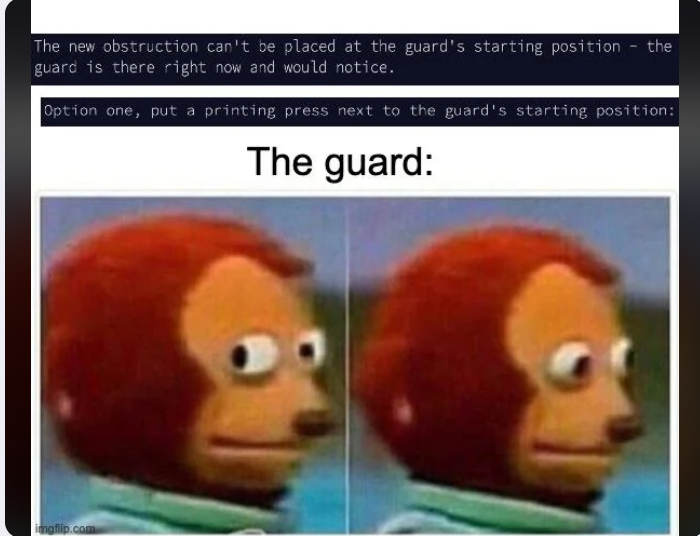 The new obstruction can't be placed at the guard's starting position - the
guard is there right now and would notice.
Option one, put a printing press next to the guard's starting position:
The guard:
imgflip.com